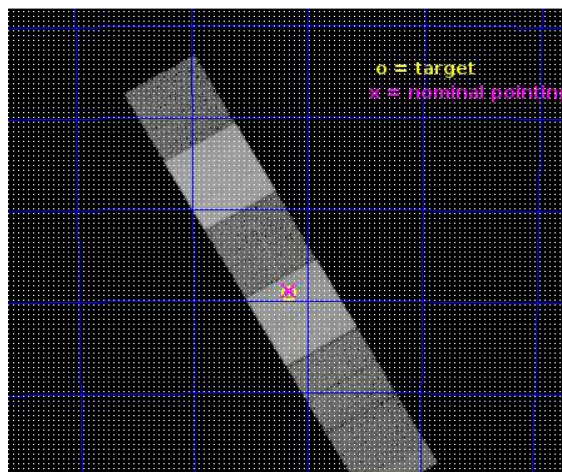 o = target
x = nominal pointing